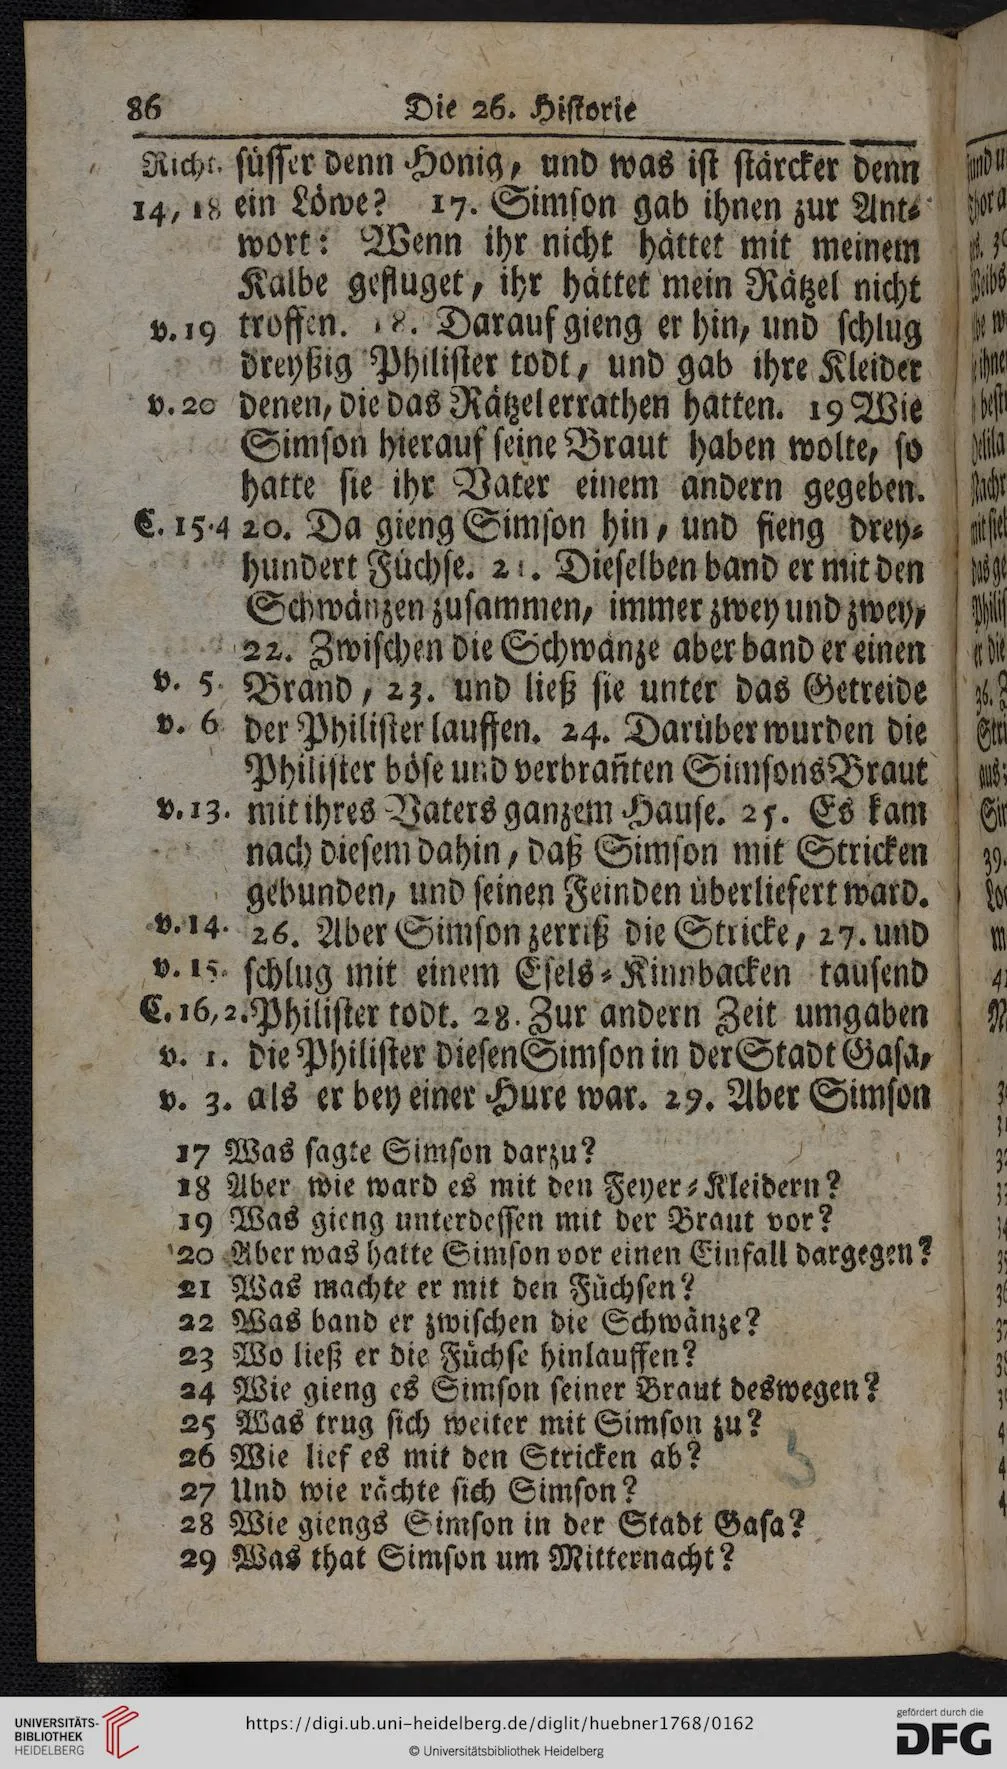 86 Die 26. Historie
Richt. süsser denn Honig, und was ist stärcker denn
14, 18 ein Löwe? 17. Simson gab ihnen zur Ant-
wort: Wenn ihr nicht hättet mit meinem
Kalbe gepfluget, ihr hättet mein Rätzel nicht
v. 19 troffen. 18. Darauf gieng er hin, und schlug
dreyßig Philister todt, und gab ihre Kleider
v. 20 denen, die das Rätzel errathen hatten. 19 Wie
Simson hierauf seine Braut haben wolte, so
hatte sie ihr Vater einem andern gegeben.
C. 15.4 20. Da gieng Simson hin, und fieng drey-
hundert Füchse. 21. Dieselben band er mit den
Schwänzen zusammen, immer zwey und zwey,
22. Zwischen die Schwänze aber band er einen
v. 5. Brand, 23. und ließ sie unter das Getreide
v. 6 der Philister lauffen. 24. Darüber wurden die
Philister böse und verbrañten Simsons Braut
v. 13. mit ihres Vaters ganzem Hause. 25. Es kam
nach diesem dahin, daß Simson mit Stricken
gebunden, und seinen Feinden überliefert ward.
v. 14. 26. Aber Simson zerriß die Stricke, 27. und
v. 15. schlug mit einem Esels-Kinnbacken tausend
C. 16, 2. Philister todt. 28. Zur andern Zeit umgaben
v. 1. die Philister diesen Simson in der Stadt Gasa,
v. 3. als er bey einer Hure war. 29. Aber Simson
17 Was sagte Simson darzu?
18 Aber wie ward es mit den Feyer-Kleidern?
19 Was gieng unterdessen mit der Braut vor?
20 Aber was hatte Simson vor einen Einfall dargegen?
21 Was machte er mit den Füchsen?
22 Was band er zwischen die Schwänze?
23 Wo ließ er die Füchse hinlauffen?
24 Wie gieng es Simson seiner Braut deswegen?
25 Was trug sich weiter mit Simson zu?
26 Wie lief es mit den Stricken ab?
27 Und wie rächte sich Simson?
28 Wie giengs Simson in der Stadt Gasa?
29 Was that Simson um Mitternacht?
UNIVERSITÄTS-
BIBLIOTHEK
HEIDELBERG
https://digi.ub.uni-heidelberg.de/diglit/huebner1768/0162
© Universitätsbibliothek Heidelberg
gefördert durch die
DFG